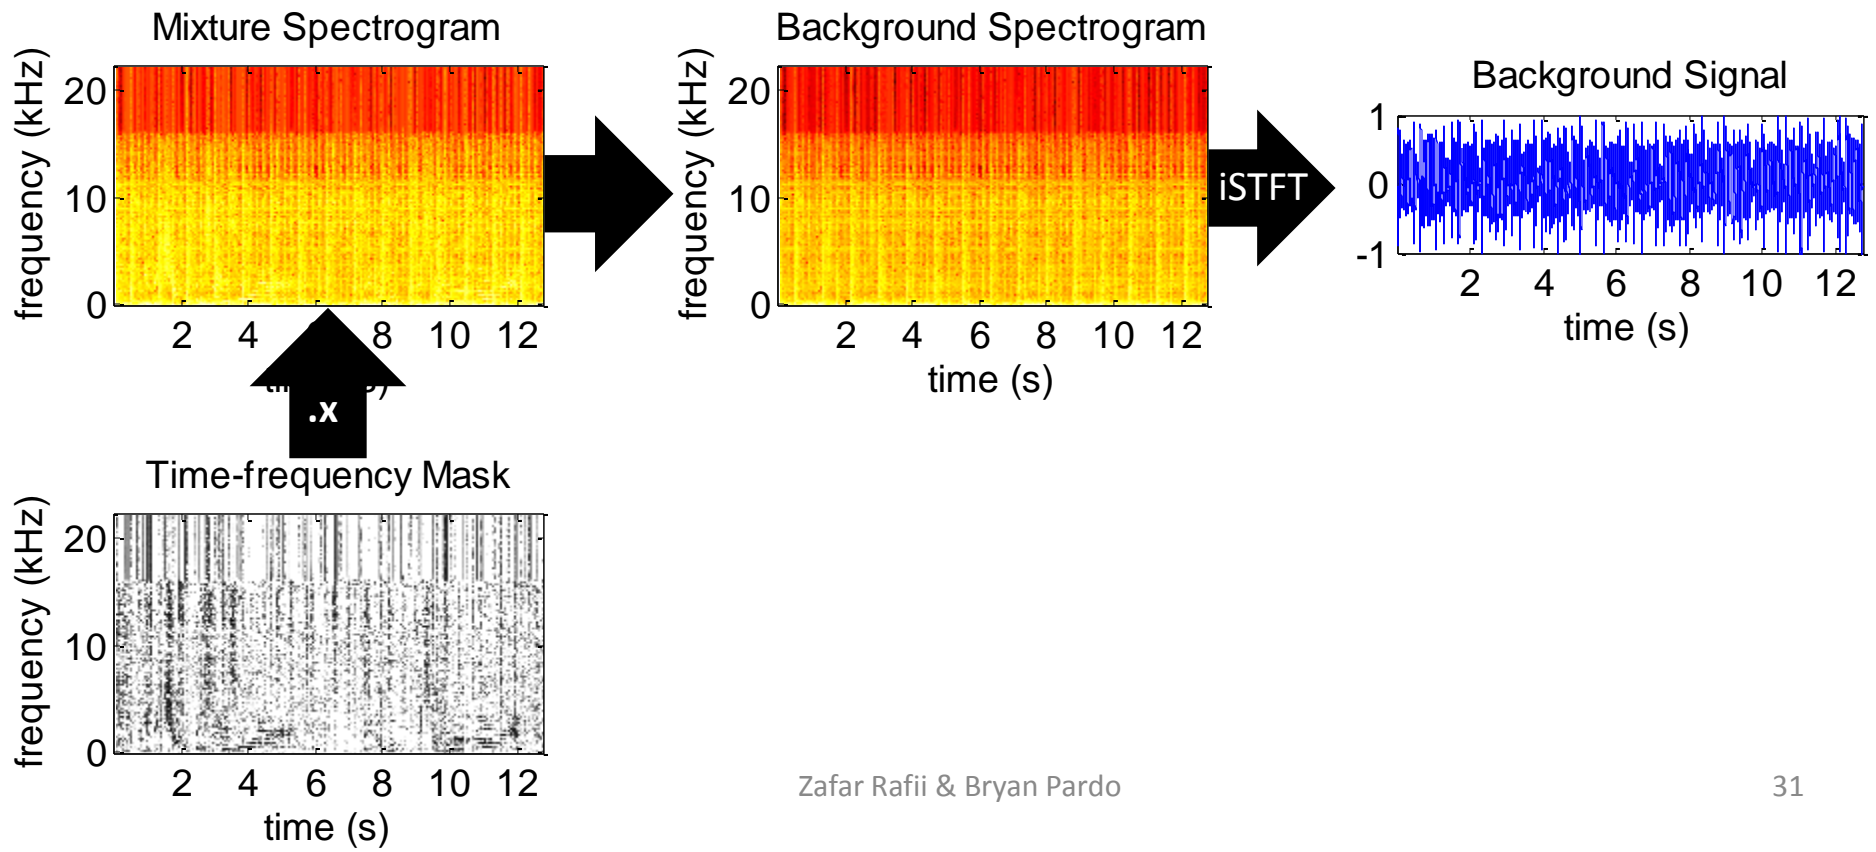 Mixture Spectrogram
frequency (kHz)
20
10
0
2 4 8 10 12
.x
Background Spectrogram
frequency (kHz)
20
10
0
2 4 6 8 10 12
time (s)
iSTFT
Background Signal
1
0
-1
2 4 6 8 10 12
time (s)
Time-frequency Mask
frequency (kHz)
20
10
0
2 4 6 8 10 12
time (s)
Zafar Rafii & Bryan Pardo
31